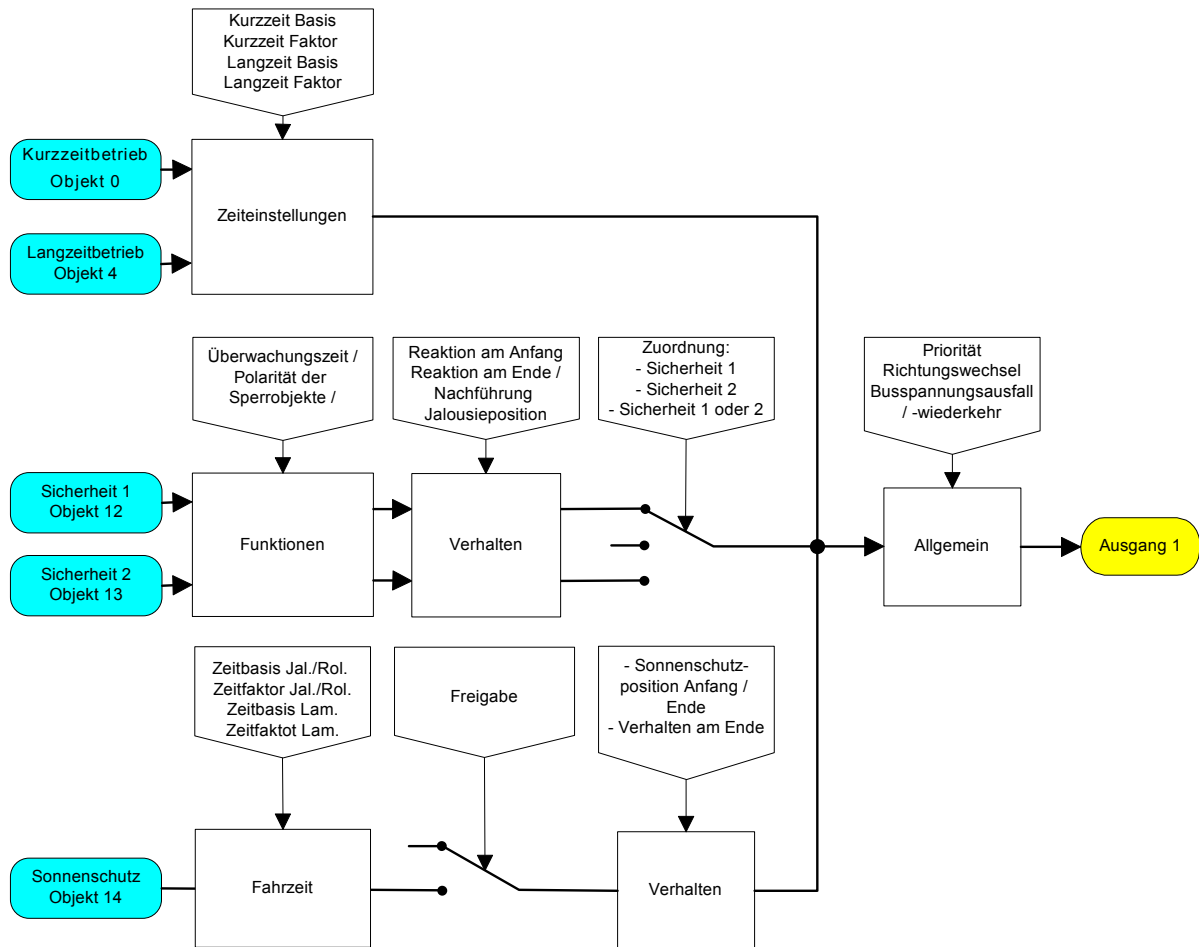 Kurzzeit Basis
Kurzzeit Faktor
Langzeit Basis
Langzeit Faktor
Kurzzeitbetrieb
Objekt 0
Zeiteinstellungen
Langzeitbetrieb
Objekt 4
Überwachungszeit /
Polarität der
Sperrobjekte /
Reaktion am Anfang
Reaktion am Ende /
Nachführung
Jalousieposition
Zuordnung:
- Sicherheit 1
- Sicherheit 2
- Sicherheit 1 oder 2
Priorität
Richtungswechsel
Busspannungsausfall
/ -wiederkehr
Sicherheit 1
Objekt 12
Sicherheit 2
Objekt 13
Funktionen
Verhalten
Allgemein
Ausgang 1
Zeitbasis Jal./Rol.
Zeitfaktor Jal./Rol.
Zeitbasis Lam.
Zeitfaktot Lam.
Freigabe
- Sonnenschutz-
position Anfang /
Ende
- Verhalten am Ende
Sonnenschutz
Objekt 14
Fahrzeit
Verhalten